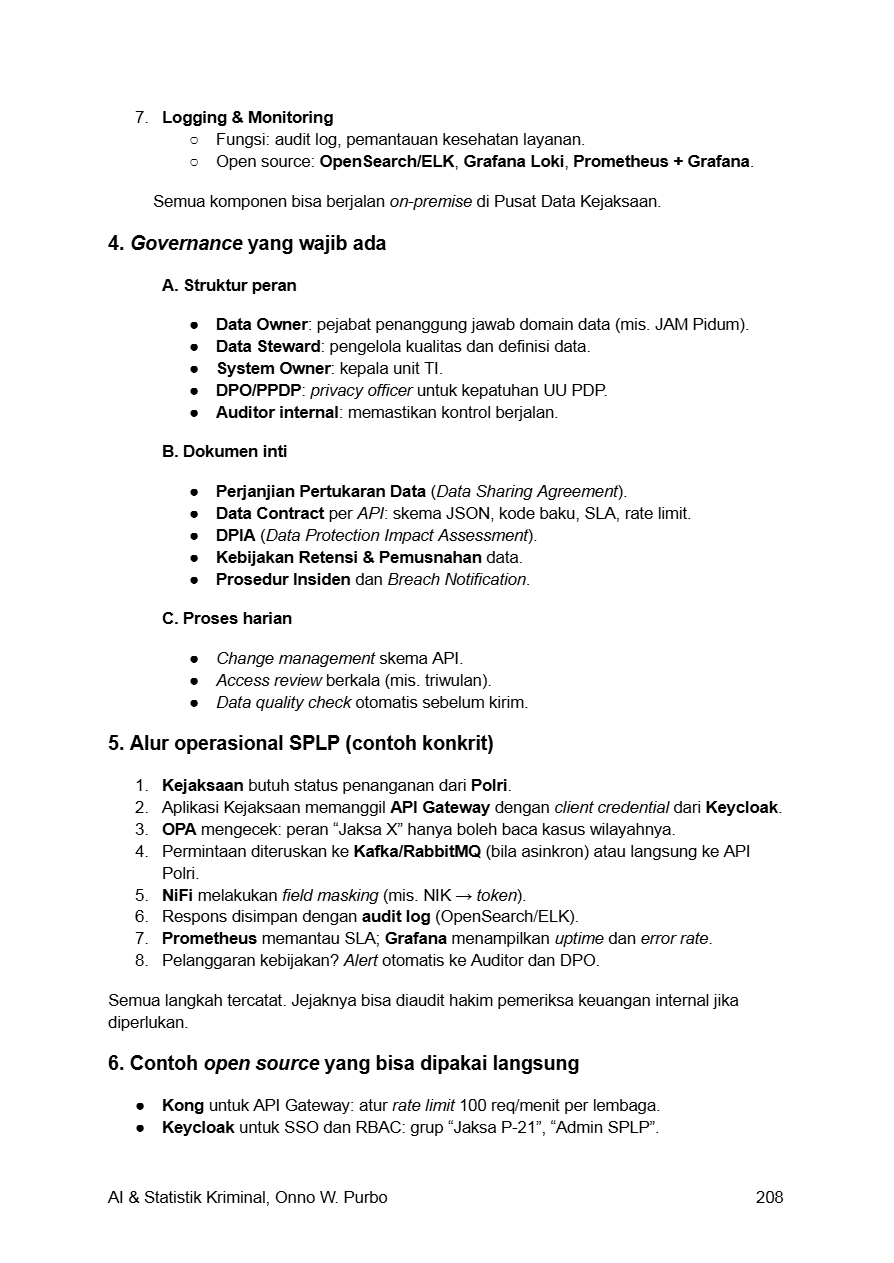 7. Logging & Monitoring
○ Fungsi: audit log, pemantauan kesehatan layanan.
○ Open source: OpenSearch/ELK, Grafana Loki, Prometheus + Grafana.
Semua komponen bisa berjalan on-premise di Pusat Data Kejaksaan.
4. Governance yang wajib ada
A. Struktur peran
● Data Owner: pejabat penanggung jawab domain data (mis. JAM Pidum).
● Data Steward: pengelola kualitas dan definisi data.
● System Owner: kepala unit TI.
● DPO/PPDP: privacy officer untuk kepatuhan UU PDP.
● Auditor internal: memastikan kontrol berjalan.
B. Dokumen inti
● Perjanjian Pertukaran Data (Data Sharing Agreement).
● Data Contract per API: skema JSON, kode baku, SLA, rate limit.
● DPIA (Data Protection Impact Assessment).
● Kebijakan Retensi & Pemusnahan data.
● Prosedur Insiden dan Breach Notification.
C. Proses harian
● Change management skema API.
● Access review berkala (mis. triwulan).
● Data quality check otomatis sebelum kirim.
5. Alur operasional SPLP (contoh konkrit)
1. Kejaksaan butuh status penanganan dari Polri.
2. Aplikasi Kejaksaan memanggil API Gateway dengan client credential dari Keycloak.
3. OPA mengecek: peran “Jaksa X” hanya boleh baca kasus wilayahnya.
4. Permintaan diteruskan ke Kafka/RabbitMQ (bila asinkron) atau langsung ke API
Polri.
5. NiFi melakukan field masking (mis. NIK → token).
6. Respons disimpan dengan audit log (OpenSearch/ELK).
7. Prometheus memantau SLA; Grafana menampilkan uptime dan error rate.
8. Pelanggaran kebijakan? Alert otomatis ke Auditor dan DPO.
Semua langkah tercatat. Jejaknya bisa diaudit hakim pemeriksa keuangan internal jika
diperlukan.
6. Contoh open source yang bisa dipakai langsung
● Kong untuk API Gateway: atur rate limit 100 req/menit per lembaga.
● Keycloak untuk SSO dan RBAC: grup “Jaksa P-21”, “Admin SPLP”.
AI & Statistik Kriminal, Onno W. Purbo 208